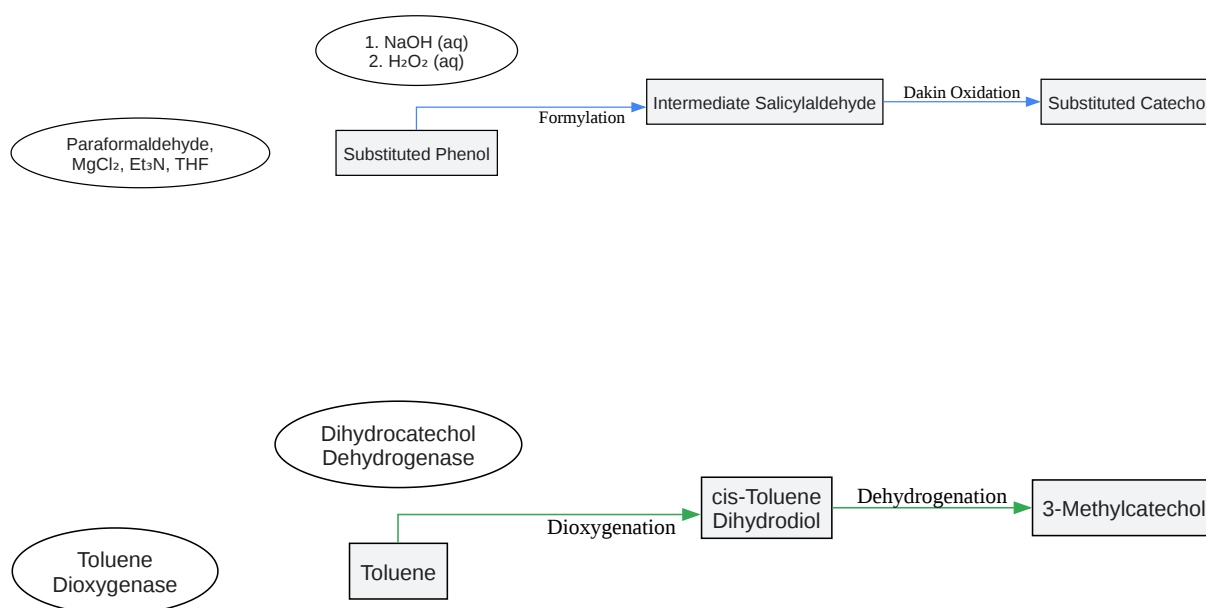 1. NaOH (aq)
2. H₂O₂ (aq)
Intermediate Salicylaldehyde
Dakin Oxidation
Substituted Catecho
Formylation
Paraformaldehyde,
MgCl₂, Et₃N, THF
Substituted Phenol
Dihydrocatechol
Dehydrogenase
cis-Toluene
Dihydrodiol
Dehydrogenation
3-Methylcatechol
Dioxygenation
Toluene
Dioxygenase
Toluene